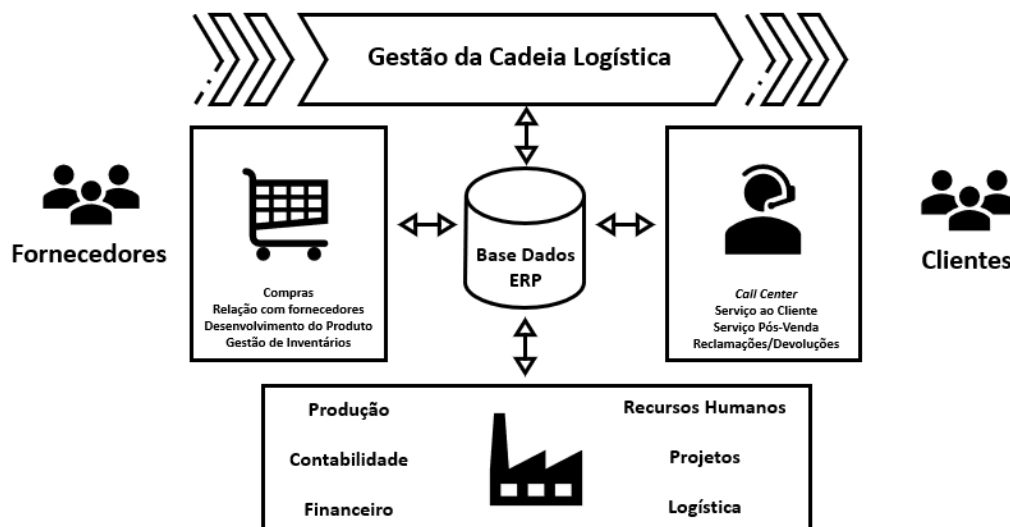 Gestão da Cadeia Logística
Fornecedores
Compras
Relação com fornecedores
Desenvolvimento do Produto
Gestão de Inventários
Base Dados
ERP
Call Center
Serviço ao Cliente
Serviço Pós-Venda
Reclamações/Devoluções
Clientes
Produção
Contabilidade
Financeiro
Recursos Humanos
Projetos
Logística